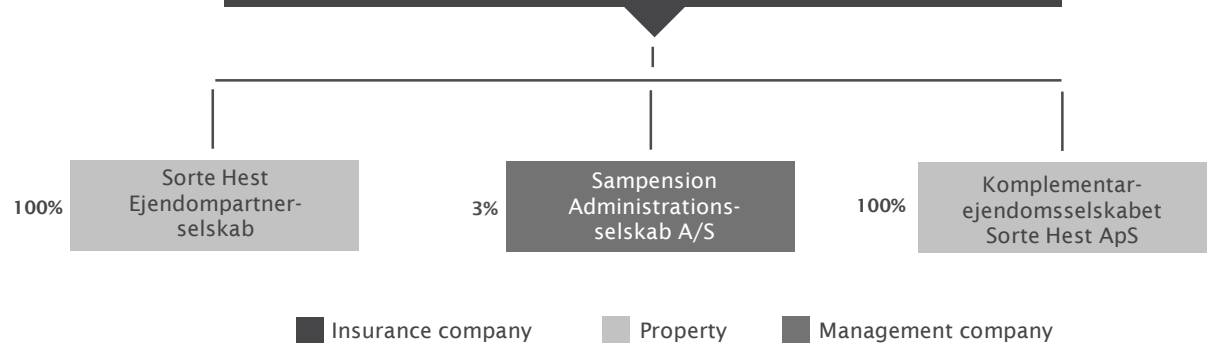 100%
Sorte Hest
Ejendompartner-
selskab
3%
Sampension
Administrations-
selskab A/S
100%
Komplementar-
ejendomsselskabet
Sorte Hest ApS
Insurance company
Property
Management company